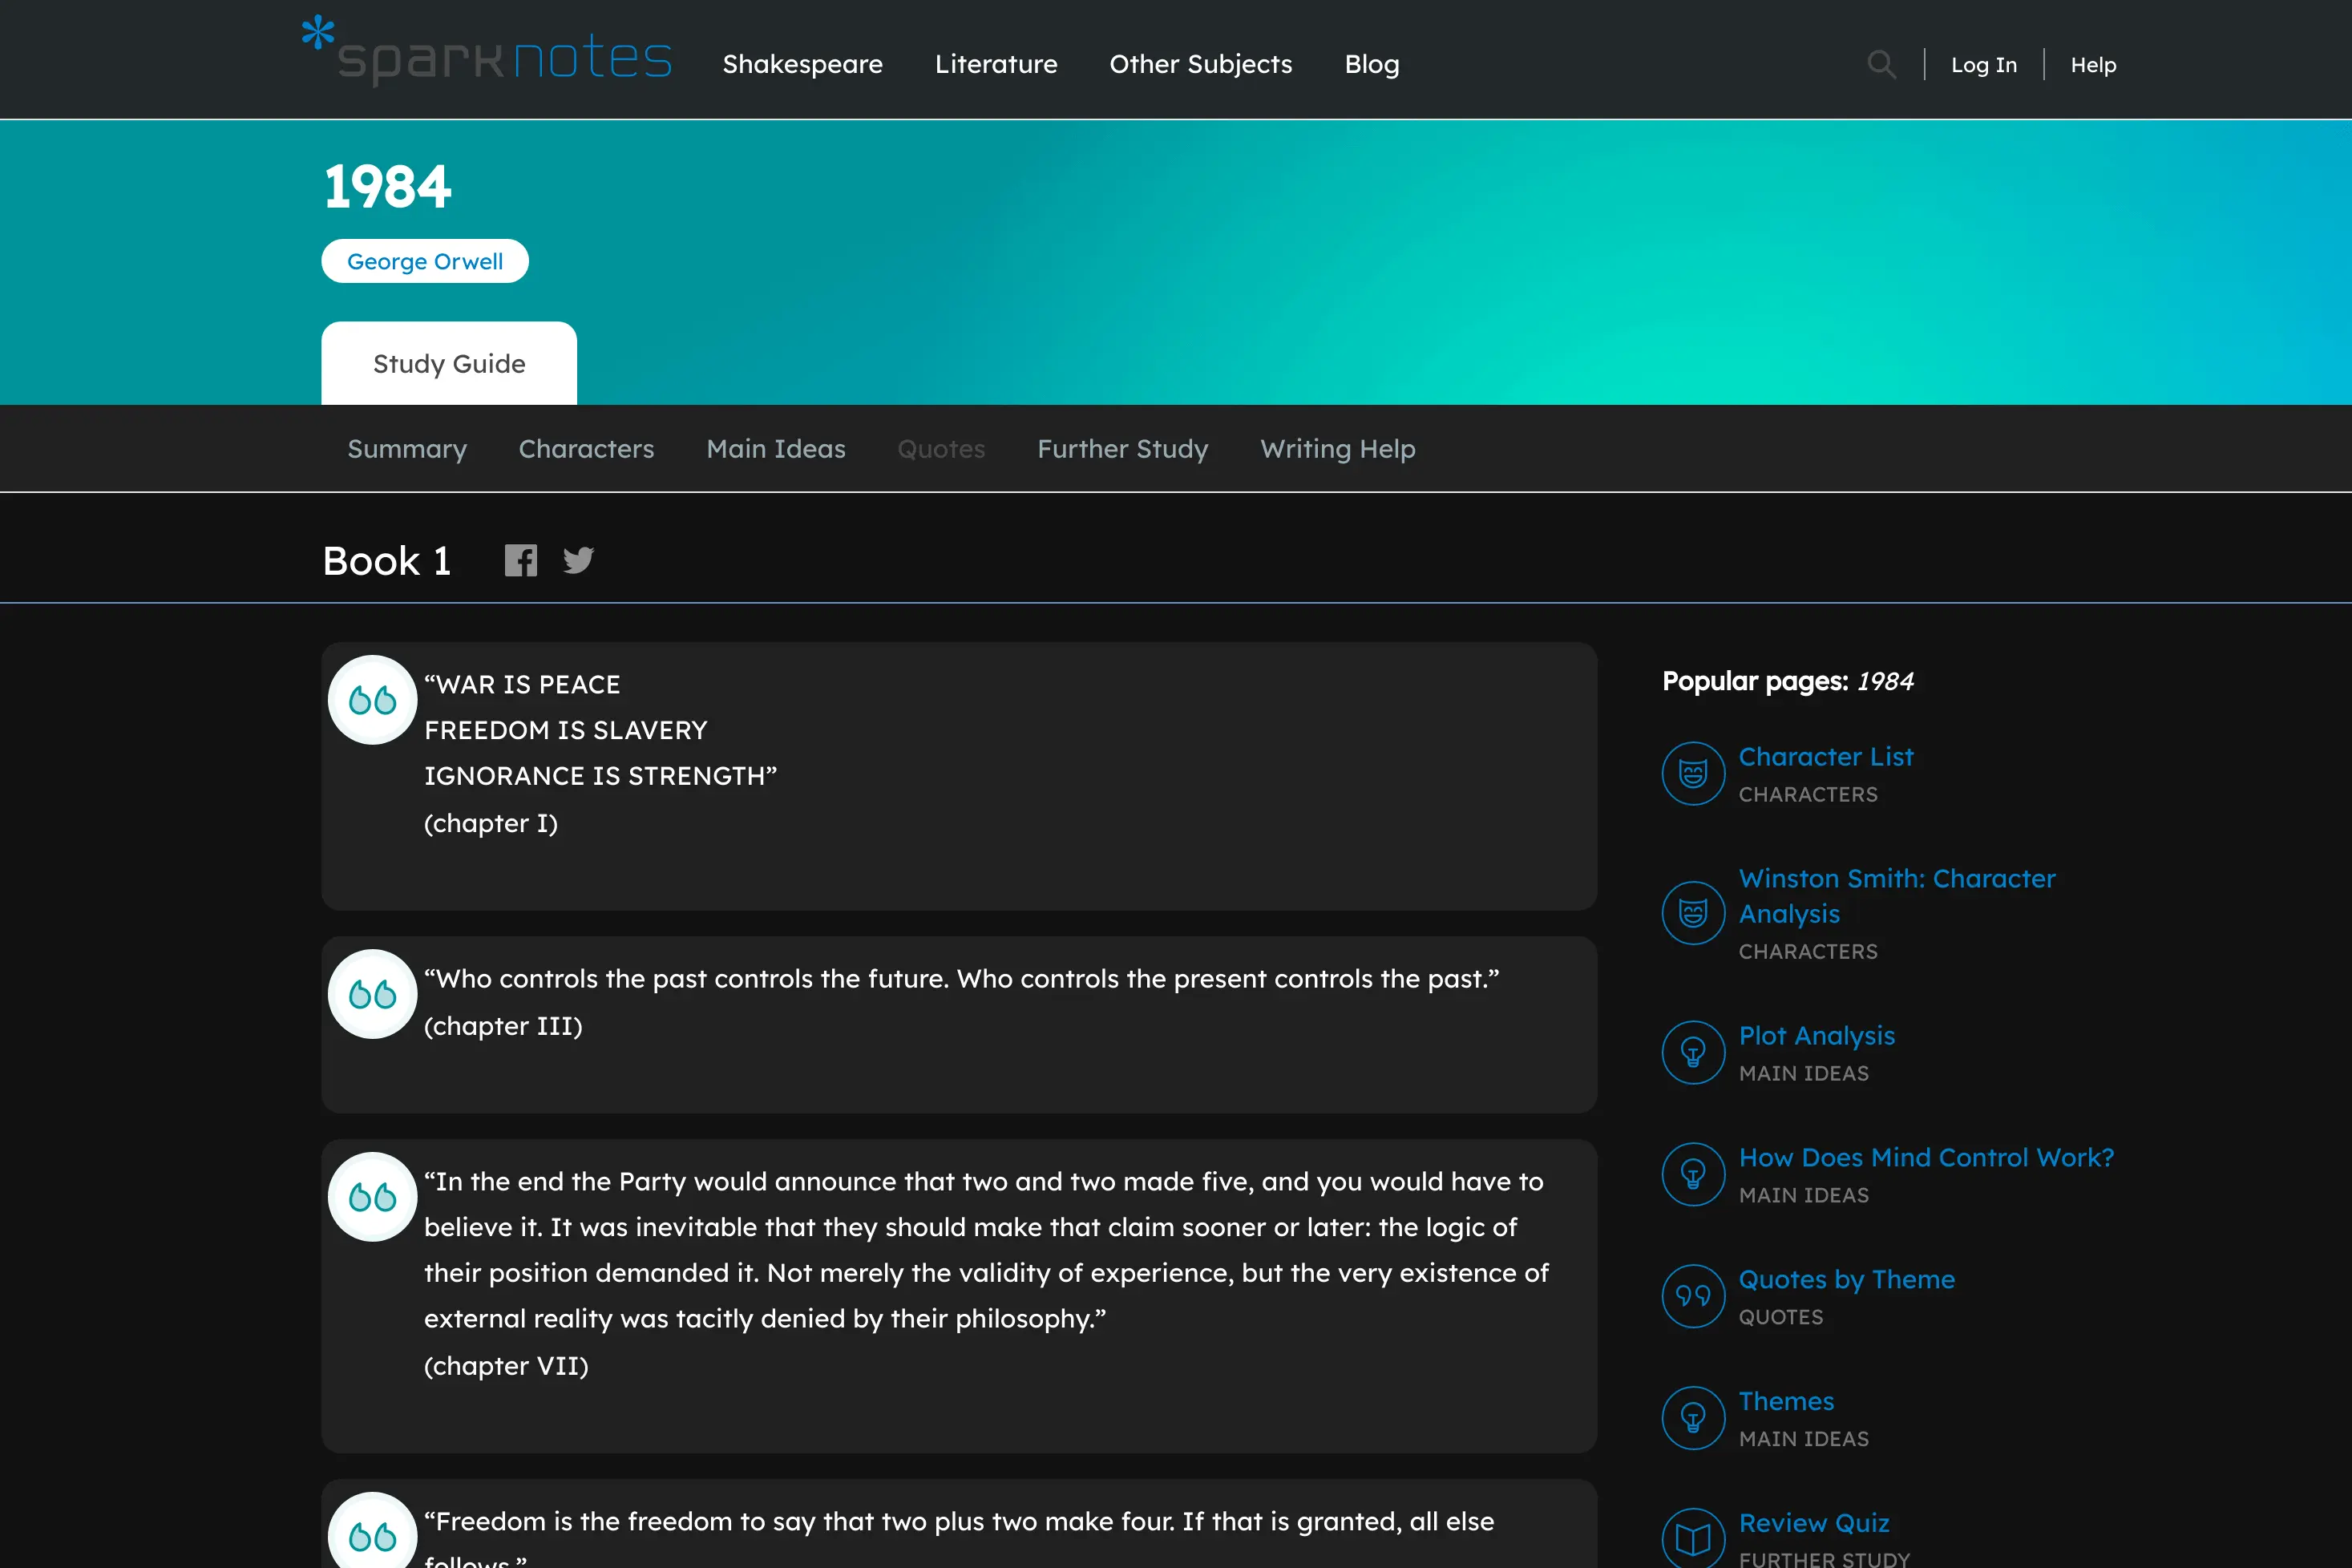 sparknotes
Shakespeare
Literature
Other Subjects
Blog
Log In
Help
1984
George Orwell
Study Guide
Summary
Characters
Main Ideas
Quotes
Further Study
Writing Help
Book 1
“WAR IS PEACE
FREEDOM IS SLAVERY
IGNORANCE IS STRENGTH”
(chapter I)
“Who controls the past controls the future. Who controls the present controls the past.”
(chapter III)
“In the end the Party would announce that two and two made five, and you would have to
believe it. It was inevitable that they should make that claim sooner or later: the logic of
their position demanded it. Not merely the validity of experience, but the very existence of
external reality was tacitly denied by their philosophy.”
(chapter VII)
“Freedom is the freedom to say that two plus two make four. If that is granted, all else
follows.”
Popular pages: 1984
Character List
CHARACTERS
Winston Smith: Character
Analysis
CHARACTERS
Plot Analysis
MAIN IDEAS
How Does Mind Control Work?
MAIN IDEAS
Quotes by Theme
QUOTES
Themes
MAIN IDEAS
Review Quiz
FURTHER STUDY